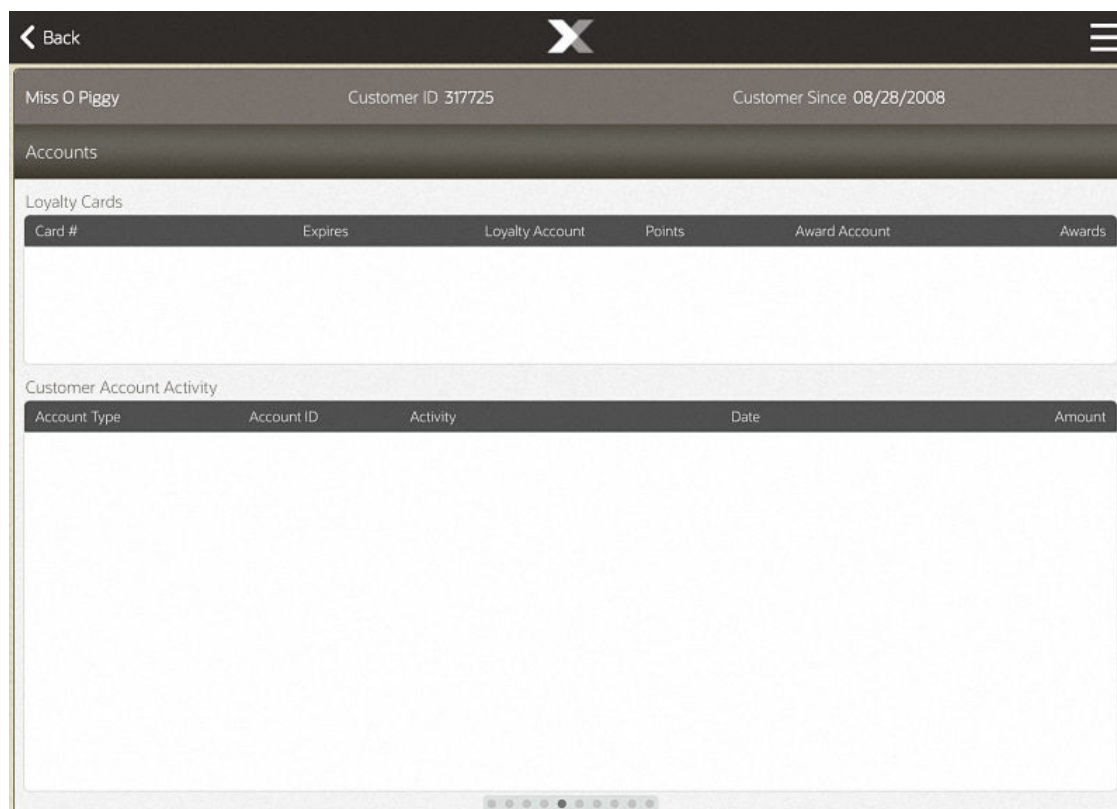 Back
Miss O Piggy Customer ID 317725 Customer Since 08/28/2008
Accounts
Loyalty Cards
Card # Expires Loyalty Account Points Award Account Awards
Customer Account Activity
Account Type Account ID Activity Date Amount